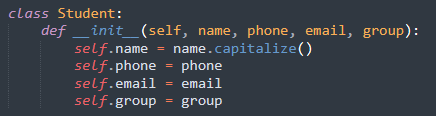 class Student:
    def __init__(self, name, phone, email, group):
        self.name = name.capitalize()
        self.phone = phone
        self.email = email
        self.group = group